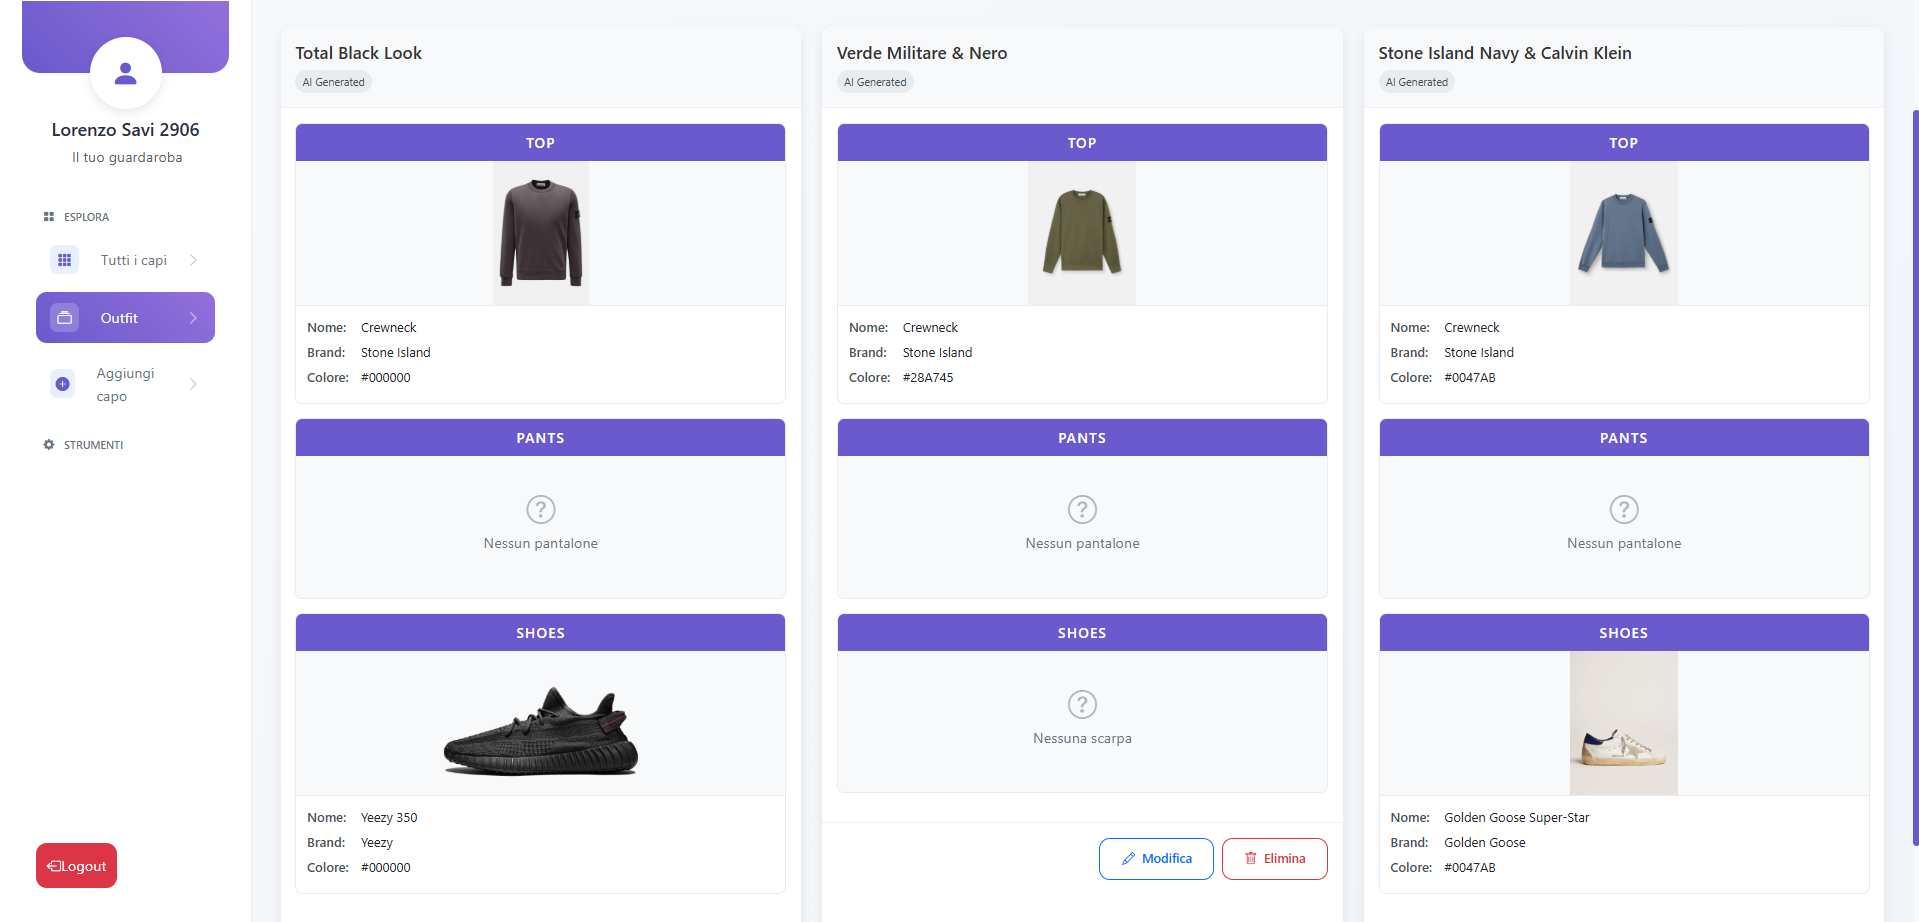 Lorenzo Savi 2906
Il tuo guardaroba
ESPLORA
Tutti i capi
Outfit
Aggiungi
capo
STRUMENTI
Logout
Total Black Look
AI Generated
TOP
Nome: Crewneck
Brand: Stone Island
Colore: #000000
PANTS
Nessun pantalone
SHOES
Nome: Yeezy 350
Brand: Yeezy
Colore: #000000
Verde Militare & Nero
AI Generated
TOP
Nome: Crewneck
Brand: Stone Island
Colore: #28A745
PANTS
Nessun pantalone
SHOES
Nessuna scarpa
Modifica
Elimina
Stone Island Navy & Calvin Klein
AI Generated
TOP
Nome: Crewneck
Brand: Stone Island
Colore: #0047AB
PANTS
Nessun pantalone
SHOES
Nome: Golden Goose Super-Star
Brand: Golden Goose
Colore: #0047AB